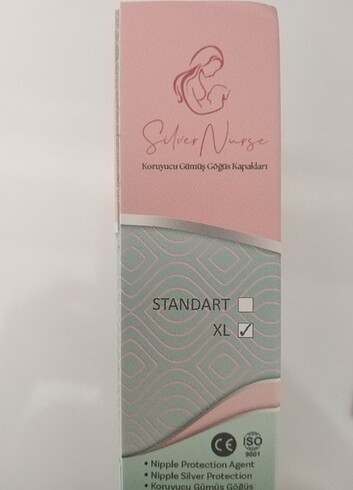 Silver Nurse
Koruyucu Gümüş Göğüs Kapakları
STANDART
XL
CE ISO
9001
• Nipple Protection Agent
• Nipple Silver Protection
• Koruyucu Gümüş Göğüs